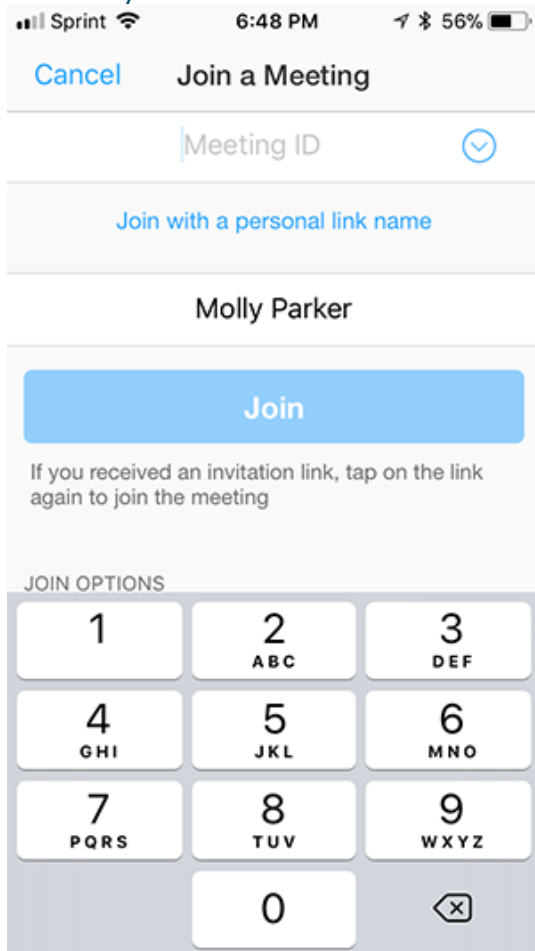 Sprint 6:48 PM 56%
Cancel Join a Meeting
Meeting ID
Join with a personal link name
Molly Parker
Join
If you received an invitation link, tap on the link
again to join the meeting
JOIN OPTIONS
1 2 3
ABC DEF
4 5 6
GHI JKL MNO
7 8 9
PQRS TUV WXYZ
0